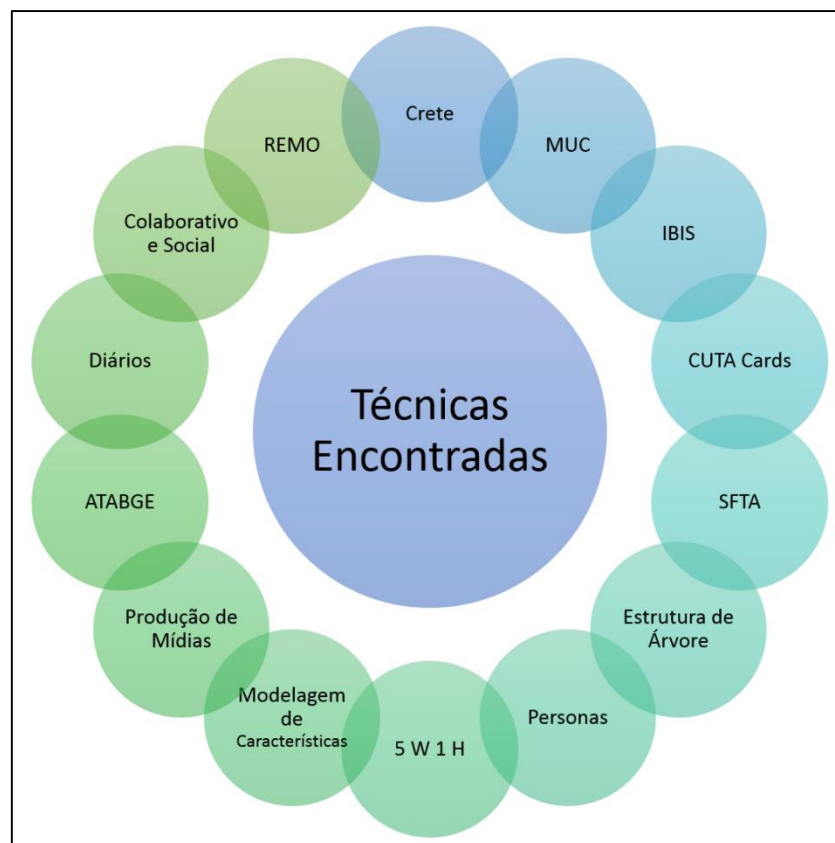 Crete
MUC
IBIS
CUTA Cards
SFTA
Estrutura de
Árvore
Personas
5 W 1 H
Modelagem
de
Características
Produção de
Mídias
ATABGE
Diários
Colaborativo
e Social
REMO
Técnicas
Encontradas